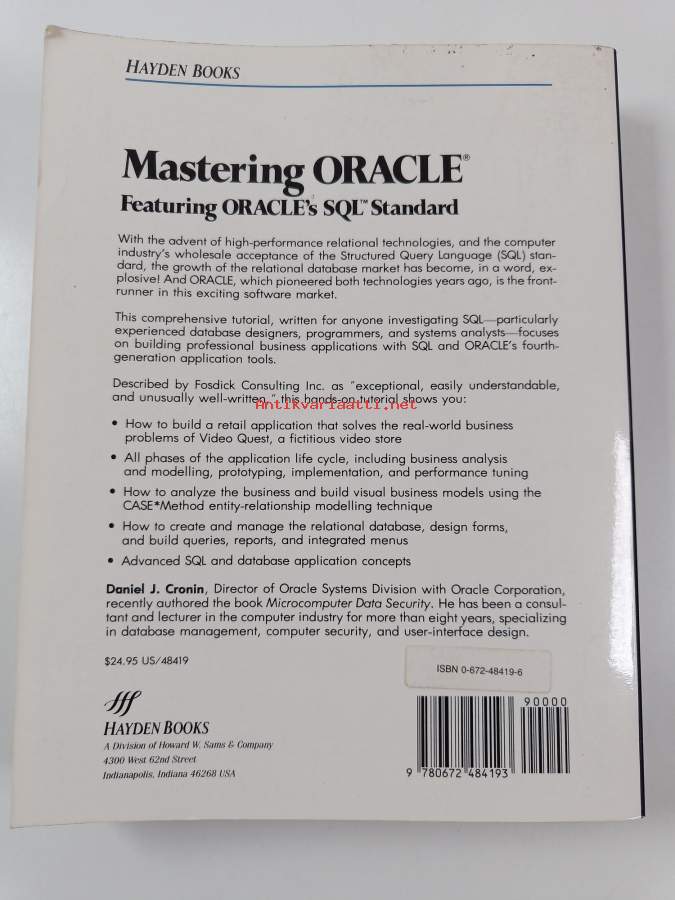 HAYDEN BOOKS
Mastering ORACLE®
Featuring ORACLE's SQL™ Standard
With the advent of high-performance relational technologies, and the computer
industry's wholesale acceptance of the Structured Query Language (SQL) stan-
dard, the growth of the relational database market has become, in a word, ex-
plosive! And ORACLE, which pioneered both technologies years ago, is the front-
runner in this exciting software market.
This comprehensive tutorial, written for anyone investigating SQL—particularly
experienced database designers, programmers, and systems analysts—focuses
on building professional business applications with SQL and ORACLE's fourth-
generation application tools.
Described by Fosdick Consulting Inc. as "exceptional, easily understandable,
and unusually well-written," this hands-on tutorial shows you:
Antikvariaatti.net
• How to build a retail application that solves the real-world business
problems of Video Quest, a fictitious video store
• All phases of the application life cycle, including business analysis
and modelling, prototyping, implementation, and performance tuning
• How to analyze the business and build visual business models using the
CASE*Method entity-relationship modelling technique
• How to create and manage the relational database, design forms,
and build queries, reports, and integrated menus
• Advanced SQL and database application concepts
Daniel J. Cronin, Director of Oracle Systems Division with Oracle Corporation,
recently authored the book Microcomputer Data Security. He has been a consul-
tant and lecturer in the computer industry for more than eight years, specializing
in database management, computer security, and user-interface design.
$24.95 US/48419
ISBN 0-672-48419-6
90000
HAYDEN BOOKS
A Division of Howard W. Sams & Company
4300 West 62nd Street
Indianapolis, Indiana 46268 USA
9 780672 484193